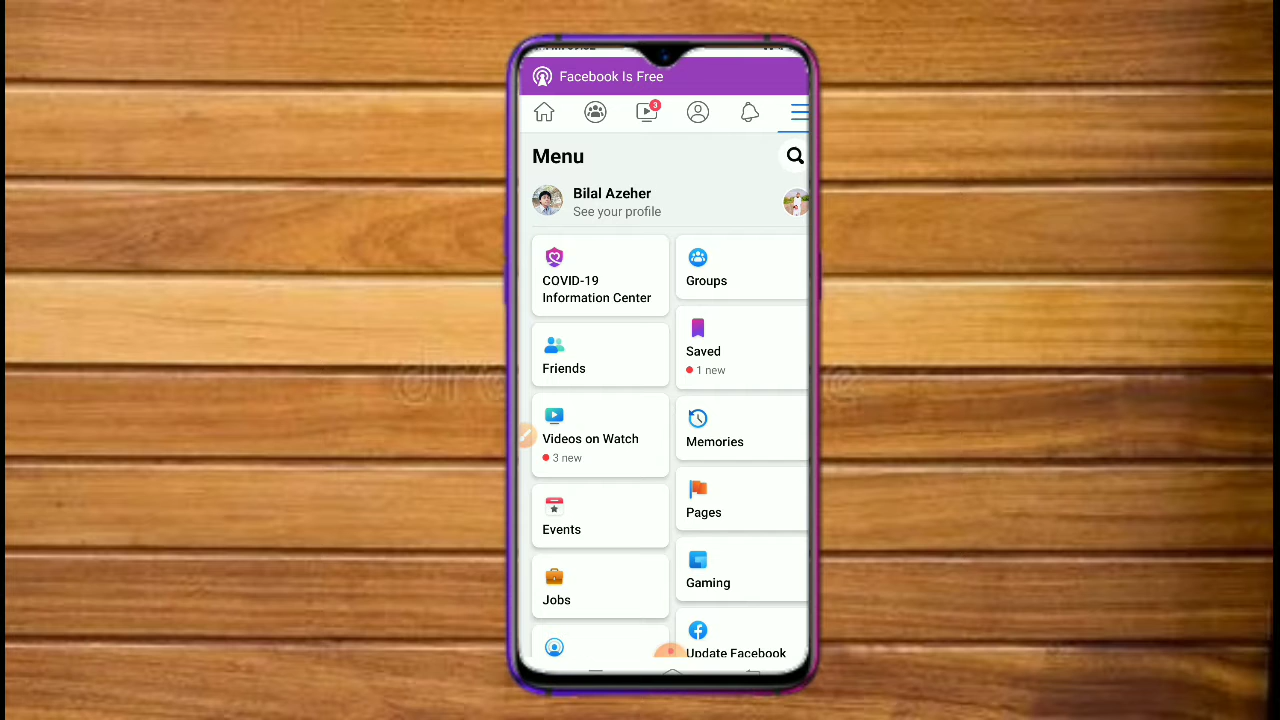 Facebook Is Free
3
Menu
Bilal Azeher
See your profile
COVID-19
Information Center
Groups
Saved
1 new
Friends
Memories
Videos on Watch
3 new
Pages
Events
Gaming
Jobs
Update Facebook